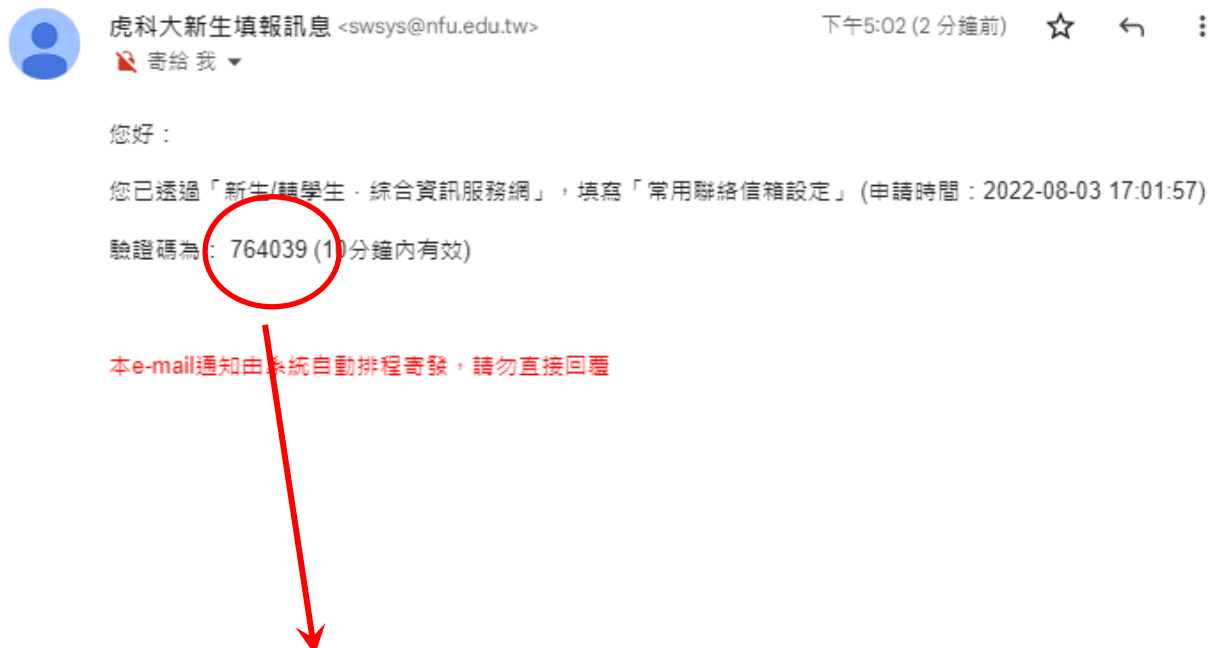 虎科大新生填報訊息 <swsys@nfu.edu.tw> 下午5:02 (2 分鐘前)
寄給 我
您好：
您已透過「新生/轉學生 - 綜合資訊服務網」，填寫「常用聯絡信箱設定」 (申請時間：2022-08-03 17:01:57)
驗證碼為： 764039 (10分鐘內有效)
本e-mail通知由系統自動排程寄發，請勿直接回覆